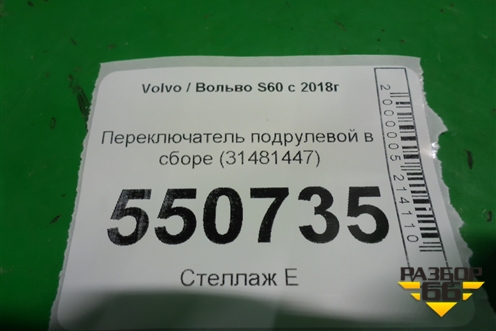 Volvo / Вольво S60 с 2018г
Переключатель подрулевой в
сборе (31481447)
550735
Стеллаж Е
2000005214110
РАЗБОР
66